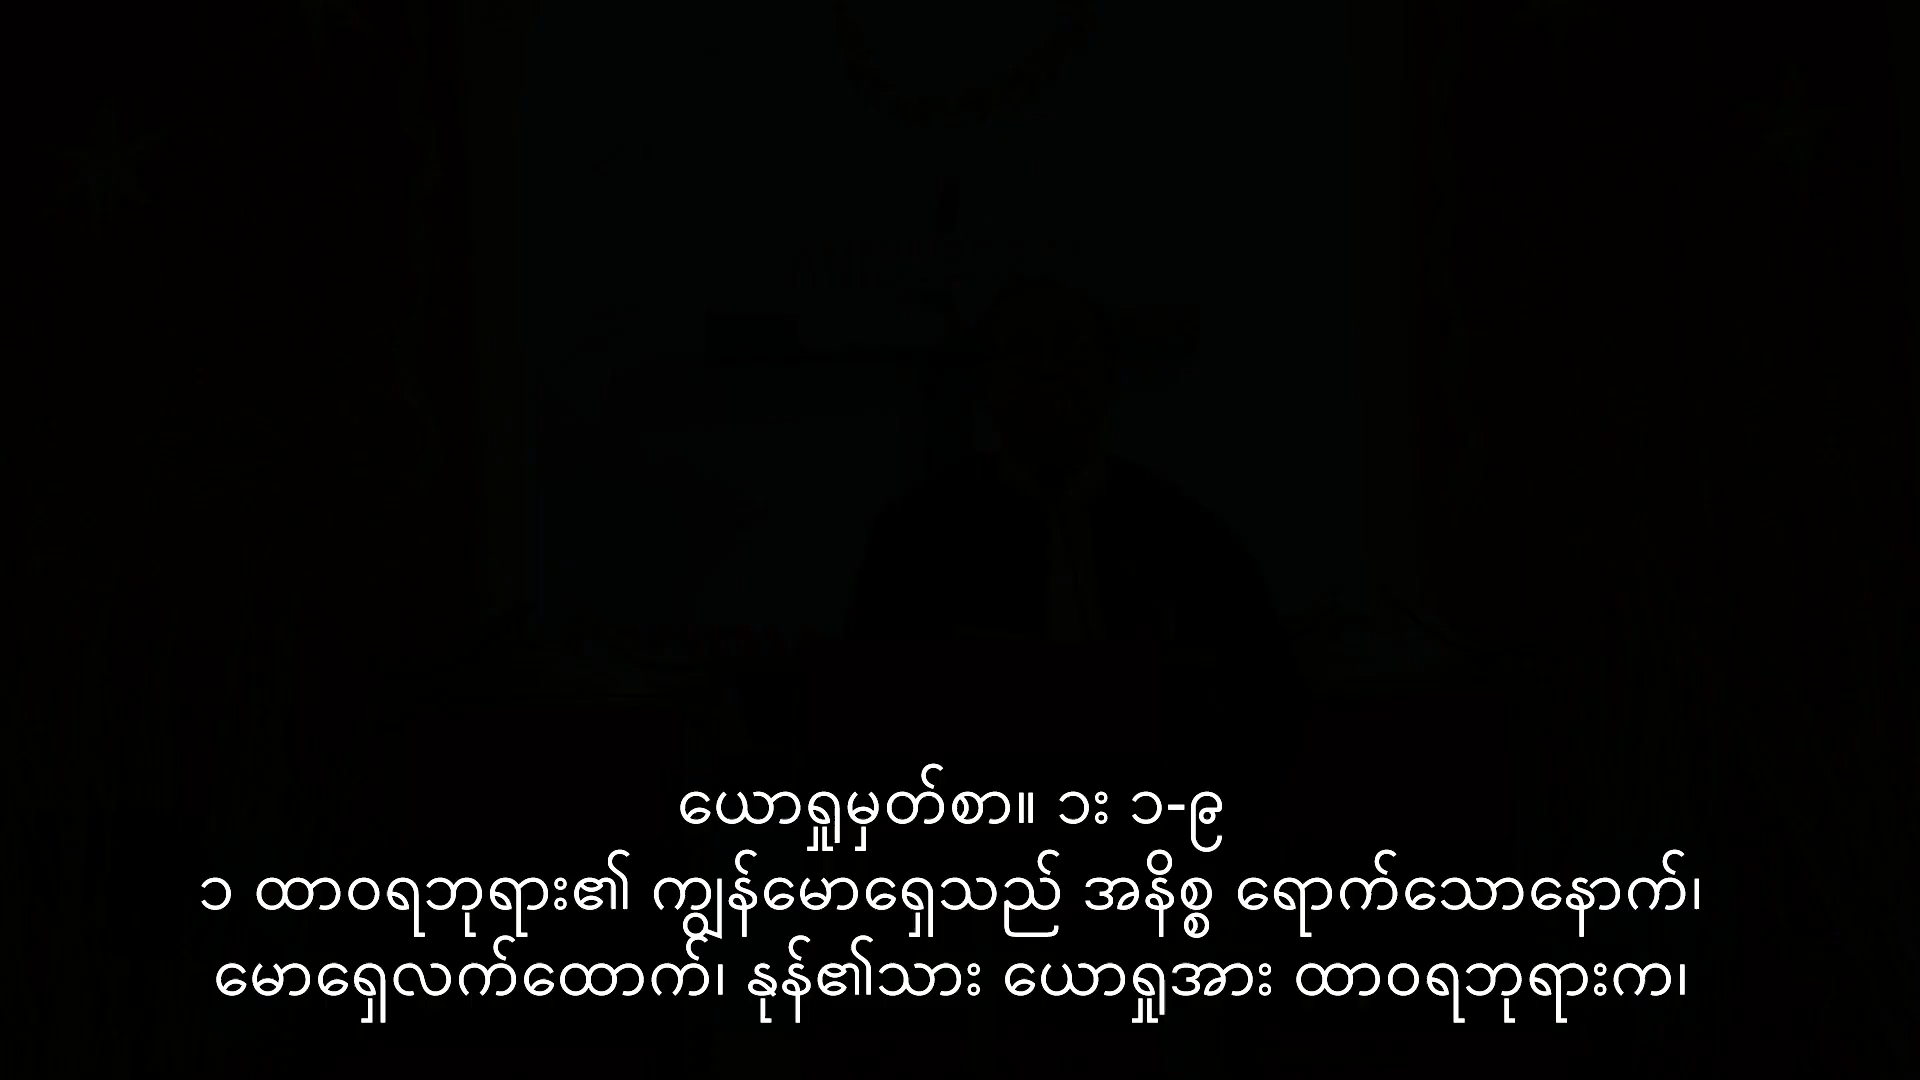 ယောရှုမှတ်စာ။ ၁း ၁-၉
၁ ထာဝရဘုရား၏ ကျွန်မောရှေသည် အနိစ္စ ရောက်သောနောက်၊
မောရှေလက်ထောက်၊ နုန်၏သား ယောရှုအား ထာဝရဘုရားက၊